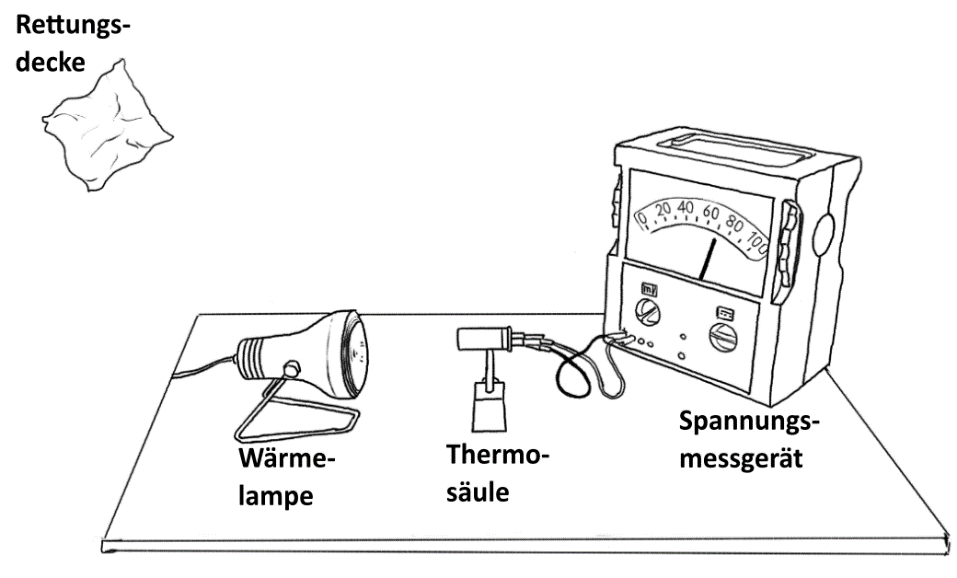 Rettungs-
decke
0 20 40 60 80 100
mV
Wärme-
lampe
Thermo-
säule
Spannungs-
messgerät